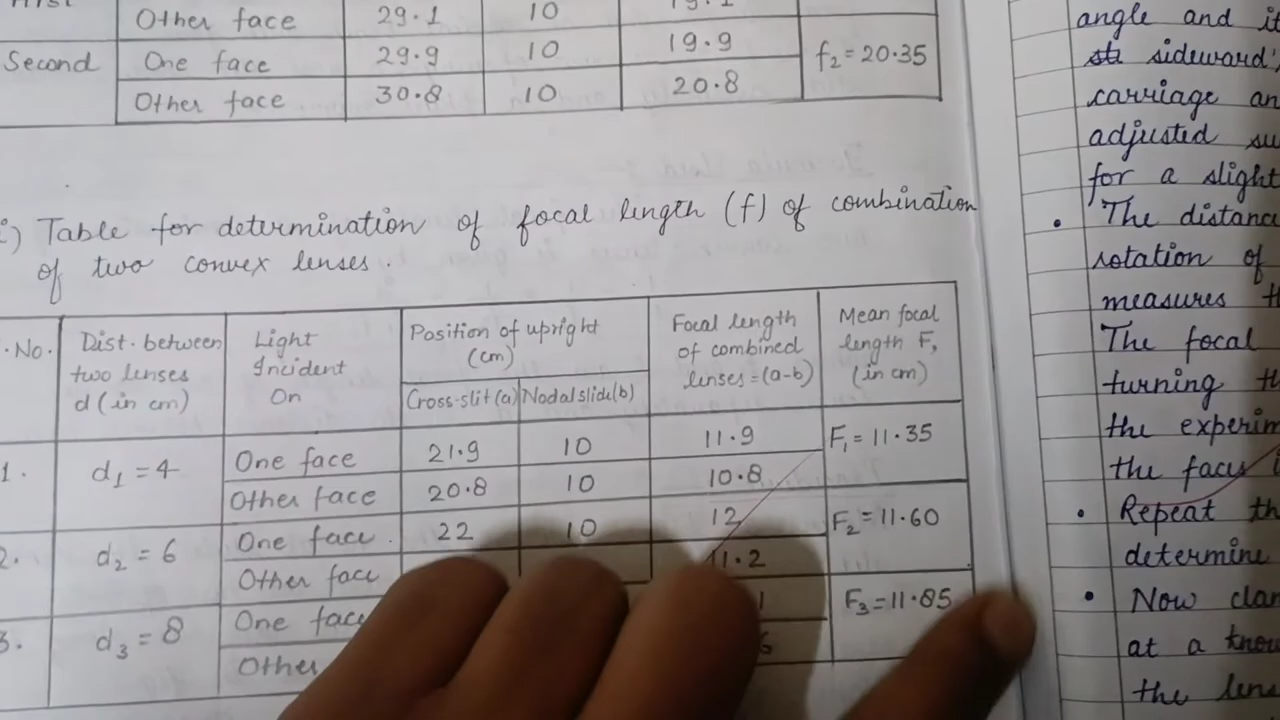 Other face 29.1 10
Second One face 29.9 10 19.9 f2 = 20.35
Other face 30.8 10 20.8
) Table for determination of focal length (f) of combination
of two convex lenses.
.No. Dist. between two lenses d (in cm) Light Incident On Position of upright (cm) Focal length of combined lenses = (a-b) Mean focal length F, (in cm)
Cross-slit (a) Nodal slide (b)
1. d1 = 4 One face 21.9 10 11.9 F1 = 11.35
Other face 20.8 10 10.8
2. d2 = 6 One face. 22 10 12 F2 = 11.60
Other face 11.2
3. d3 = 8 One face F3 = 11.85
Other
angle and it
sideward
carriage an
adjusted su
for a slight
• The distanc
rotation of
measures th
The focal
turning th
the experim
the faces
• Repeat th
determine
• Now clam
at a know
the lens